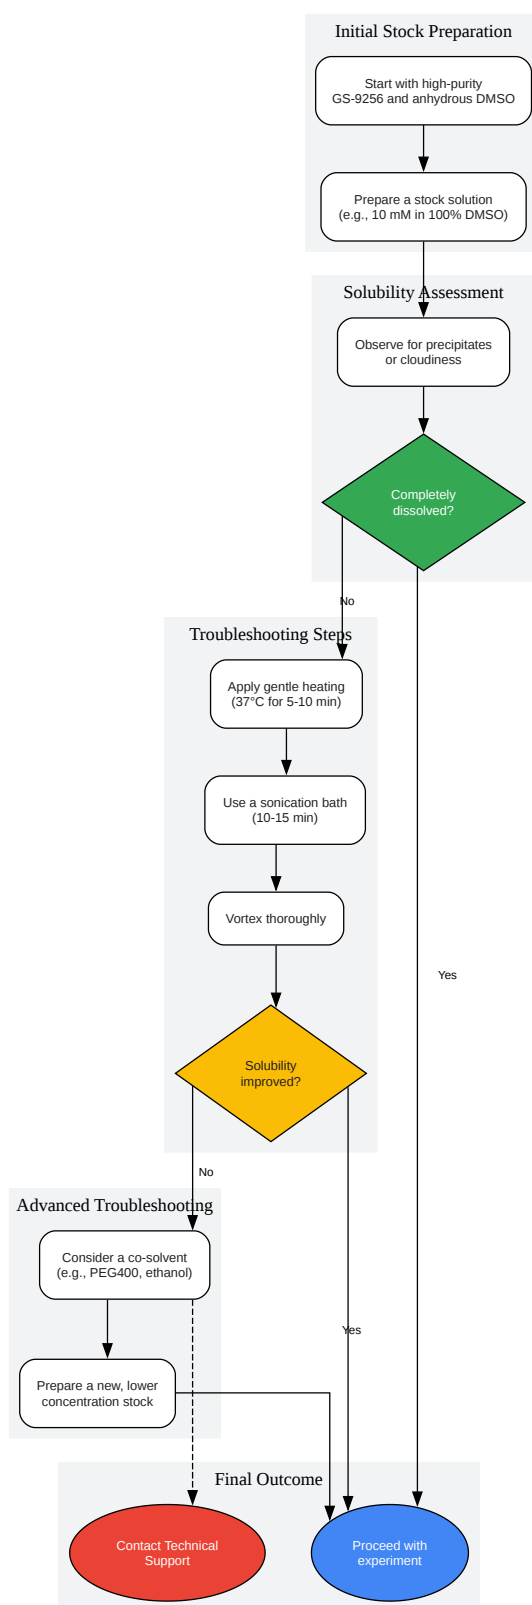 Initial Stock Preparation
Start with high-purity
GS-9256 and anhydrous DMSO
Prepare a stock solution
(e.g., 10 mM in 100% DMSO)
Solubility Assessment
Observe for precipitates
or cloudiness
Completely
dissolved?
No
Troubleshooting Steps
Apply gentle heating
(37°C for 5-10 min)
Use a sonication bath
(10-15 min)
Vortex thoroughly
Yes
Solubility
improved?
No
Advanced Troubleshooting
Consider a co-solvent
(e.g., PEG400, ethanol)
Yes
Prepare a new, lower
concentration stock
Final Outcome
Contact Technical
Support
Proceed with
experiment